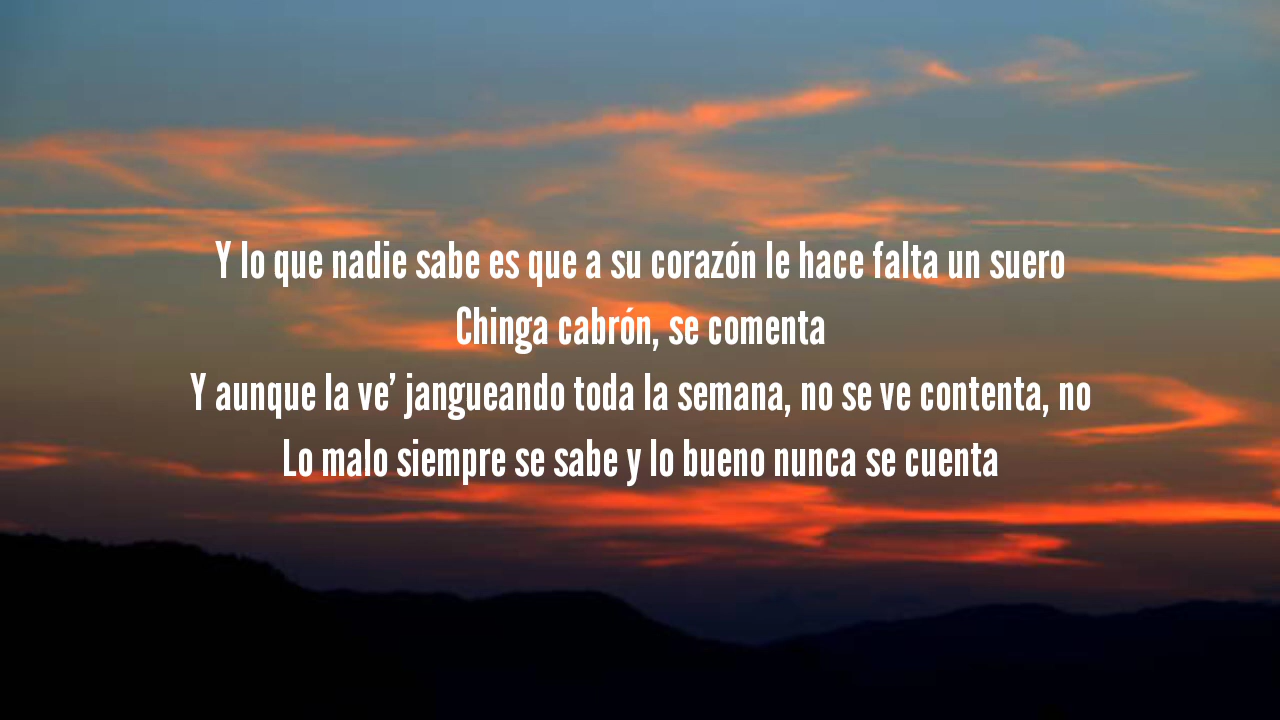 Y lo que nadie sabe es que a su corazón le hace falta un suero
Chinga cabrón, se comenta
Y aunque la ve’ jangueando toda la semana, no se ve contenta, no
Lo malo siempre se sabe y lo bueno nunca se cuenta